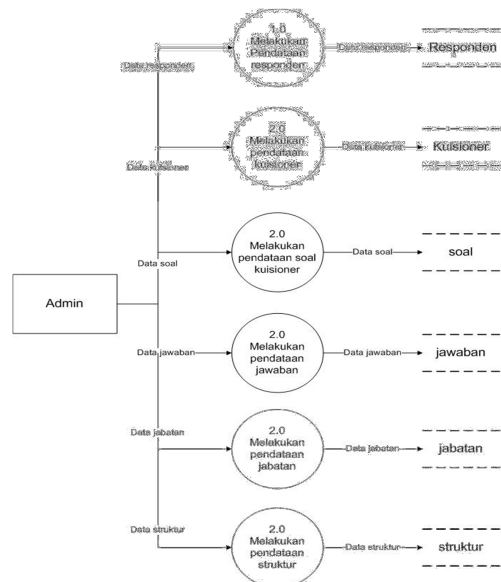 1.0
Melakukan
Pendataan
responden
Data responden
Data responden
Responden
2.0
Melakukan
pendataan
kuisioner
Data kuisioner
Data kuisioner
Kuisioner
2.0
Melakukan
pendataan soal
kuisioner
Data soal
Data soal
soal
Admin
2.0
Melakukan
pendataan
jawaban
Data jawaban
Data jawaban
jawaban
2.0
Melakukan
pendataan
jabatan
Data jabatan
Data jabatan
jabatan
2.0
Melakukan
pendataan
struktur
Data struktur
Data struktur
struktur